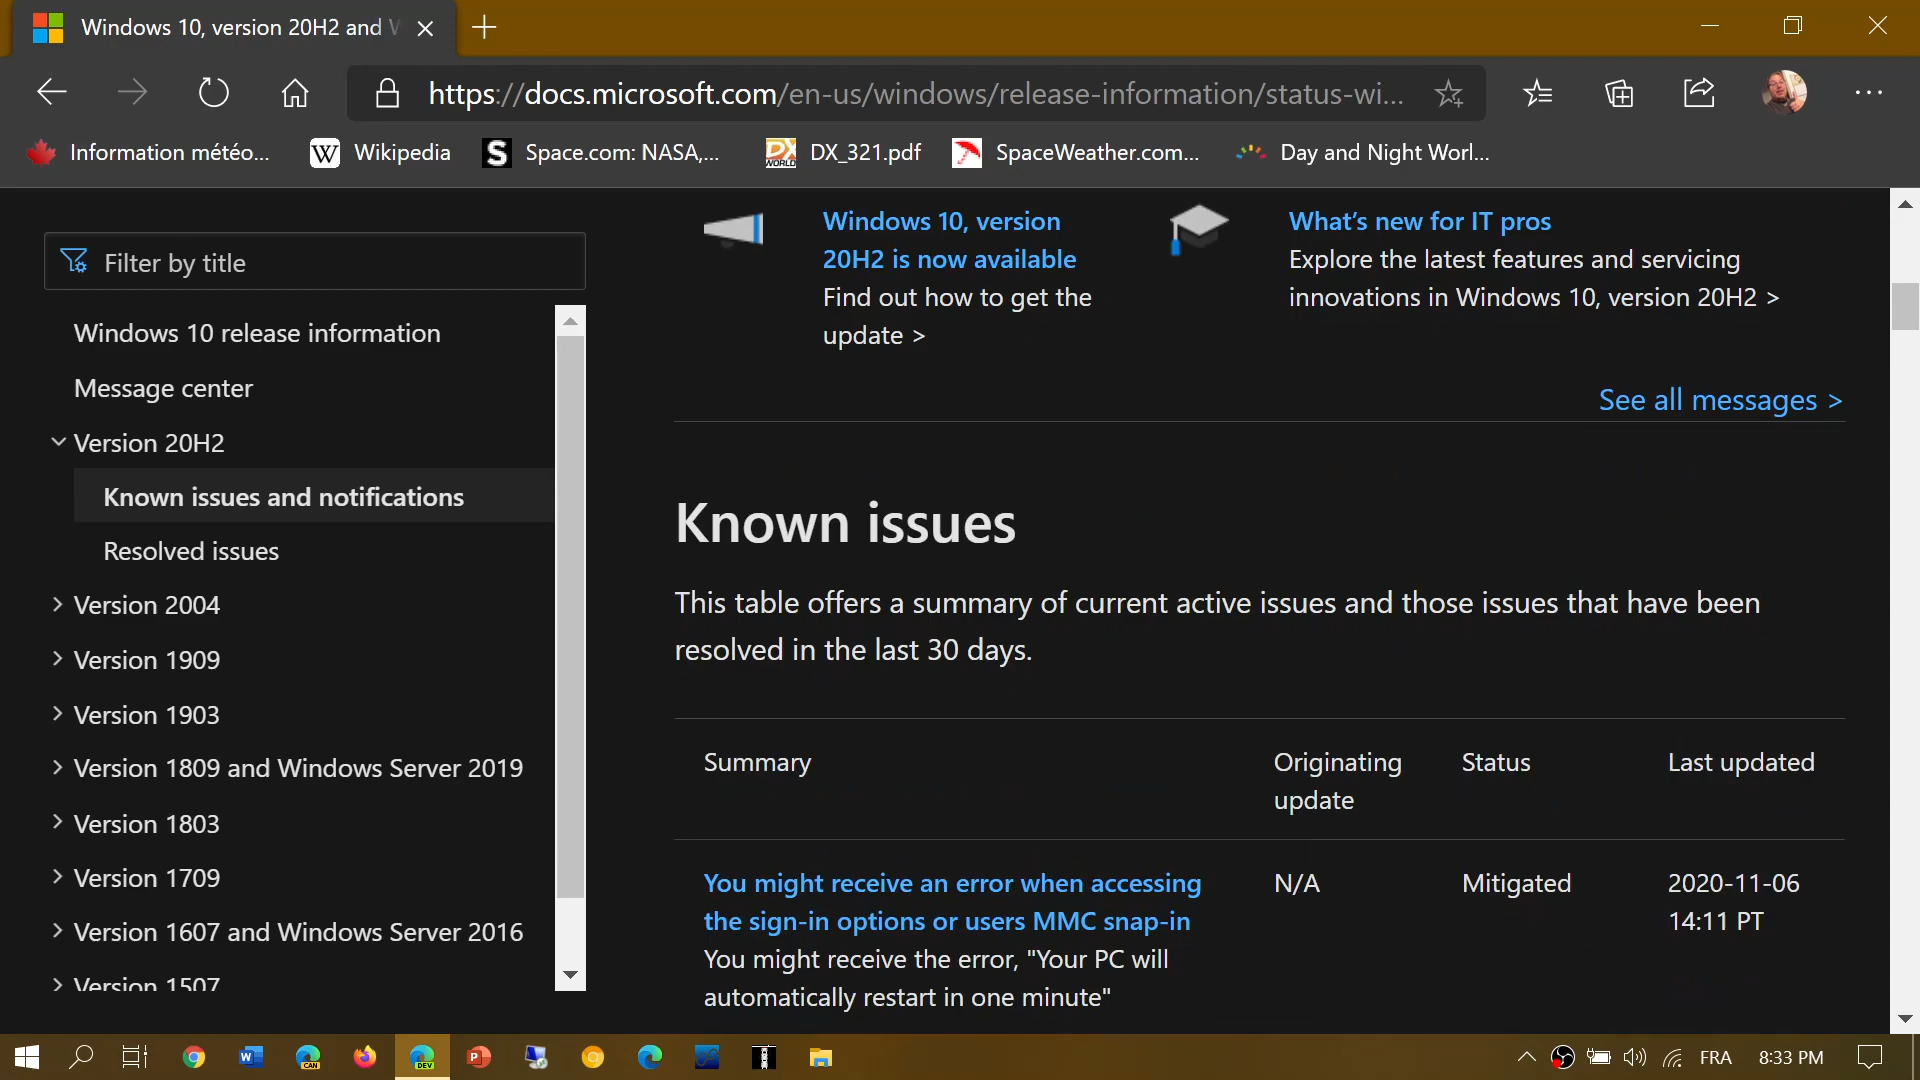 Windows 10, version 20H2 and W
https://docs.microsoft.com/en-us/windows/release-information/status-wi...
Information météo...
Wikipedia
Space.com: NASA,...
DX_321.pdf
SpaceWeather.com...
Day and Night Worl...
Filter by title
Windows 10 release information
Message center
Version 20H2
Known issues and notifications
Resolved issues
Version 2004
Version 1909
Version 1903
Version 1809 and Windows Server 2019
Version 1803
Version 1709
Version 1607 and Windows Server 2016
Version 1507
Windows 10, version
20H2 is now available
Find out how to get the
update >
What's new for IT pros
Explore the latest features and servicing
innovations in Windows 10, version 20H2 >
See all messages >
Known issues
This table offers a summary of current active issues and those issues that have been
resolved in the last 30 days.
Summary
Originating
update
Status
Last updated
You might receive an error when accessing
the sign-in options or users MMC snap-in
You might receive the error, "Your PC will
automatically restart in one minute"
N/A
Mitigated
2020-11-06
14:11 PT
CAN
DEV
FRA
8:33 PM